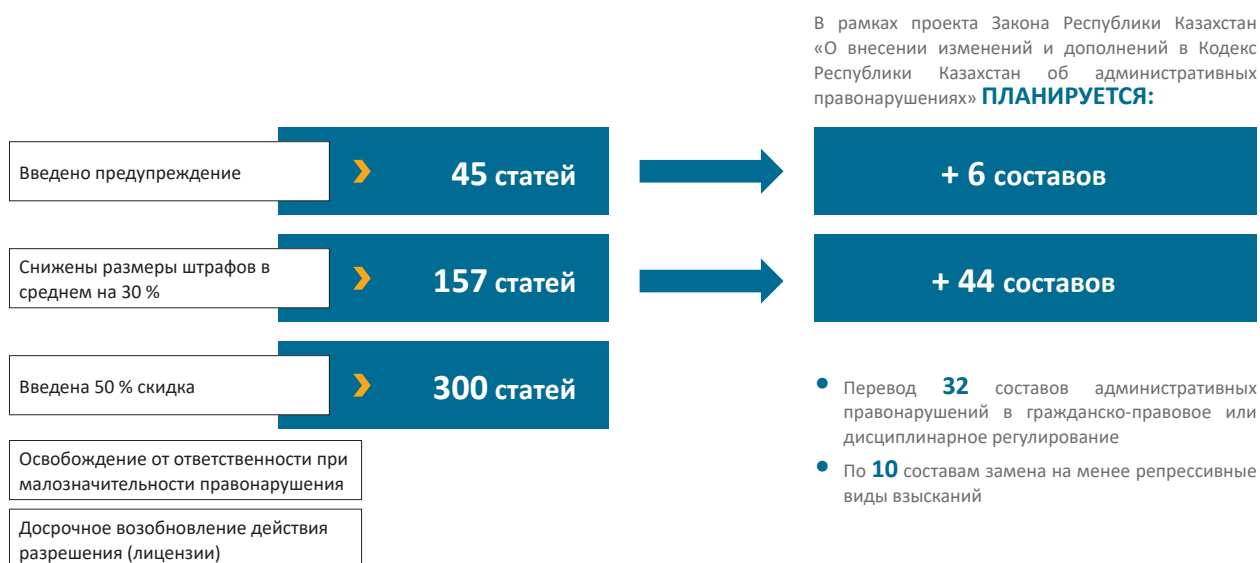 В рамках проекта Закона Республики Казахстан
«О внесении изменений и дополнений в Кодекс
Республики Казахстан об административных
правонарушениях» ПЛАНИРУЕТСЯ:
Введено предупреждение
45 статей
+ 6 составов
Снижены размеры штрафов в
среднем на 30 %
157 статей
+ 44 составов
Введена 50 % скидка
300 статей
• Перевод 32 составов административных
правонарушений в гражданско-правовое или
дисциплинарное регулирование
• По 10 составам замена на менее репрессивные
виды взысканий
Освобождение от ответственности при
малозначительности правонарушения
Досрочное возобновление действия
разрешения (лицензии)